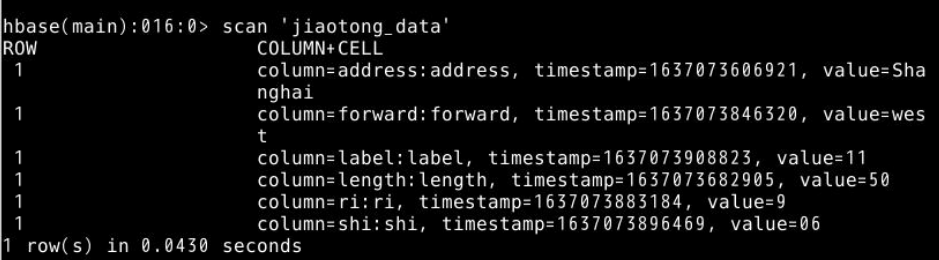 hbase(main):016:0> scan 'jiaotong_data'
ROW                   COLUMN+CELL
 1                    column=address:address, timestamp=1637073606921, value=Sha
                      nghai
 1                    column=forward:forward, timestamp=1637073846320, value=wes
                      t
 1                    column=label:label, timestamp=1637073908823, value=11
 1                    column=length:length, timestamp=1637073682905, value=50
 1                    column=ri:ri, timestamp=1637073883184, value=9
 1                    column=shi:shi, timestamp=1637073896469, value=06
1 row(s) in 0.0430 seconds